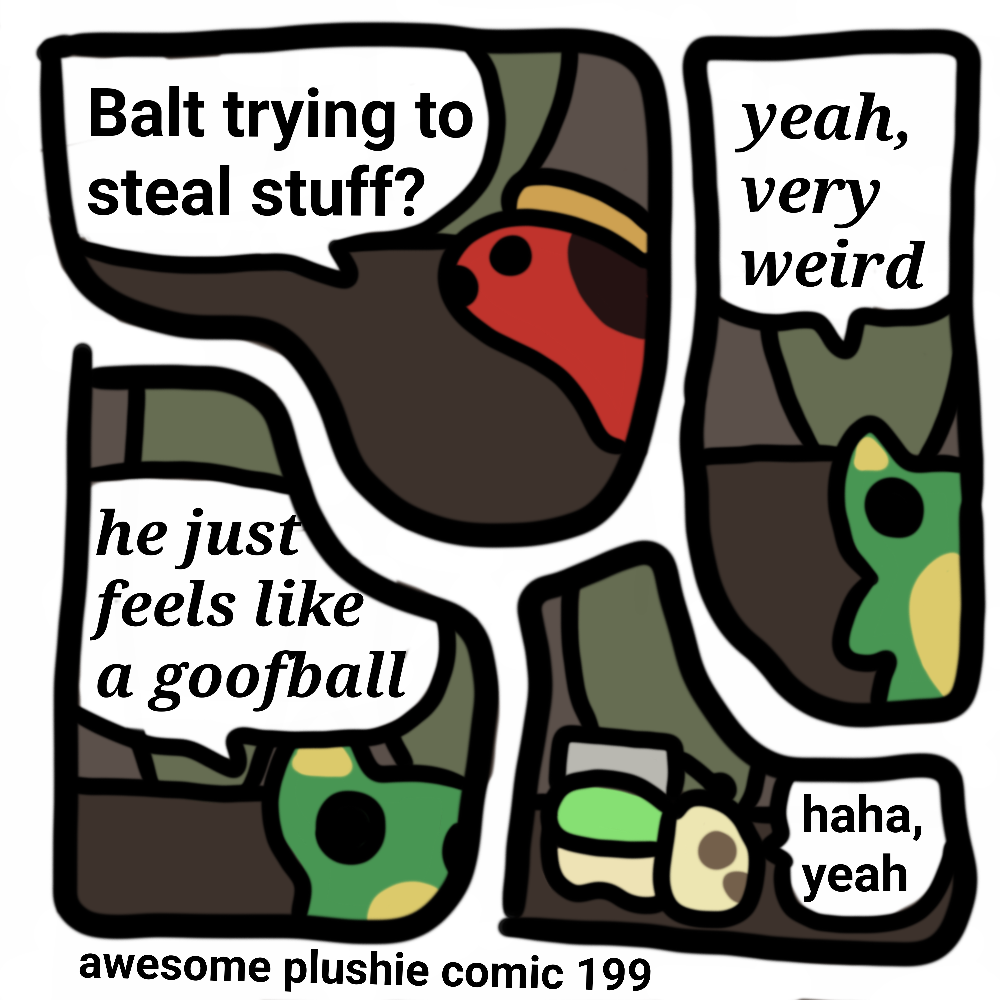 Balt trying to
steal stuff?
yeah,
very
weird
he just
feels like
a goofball
haha,
yeah
awesome plushie comic 199